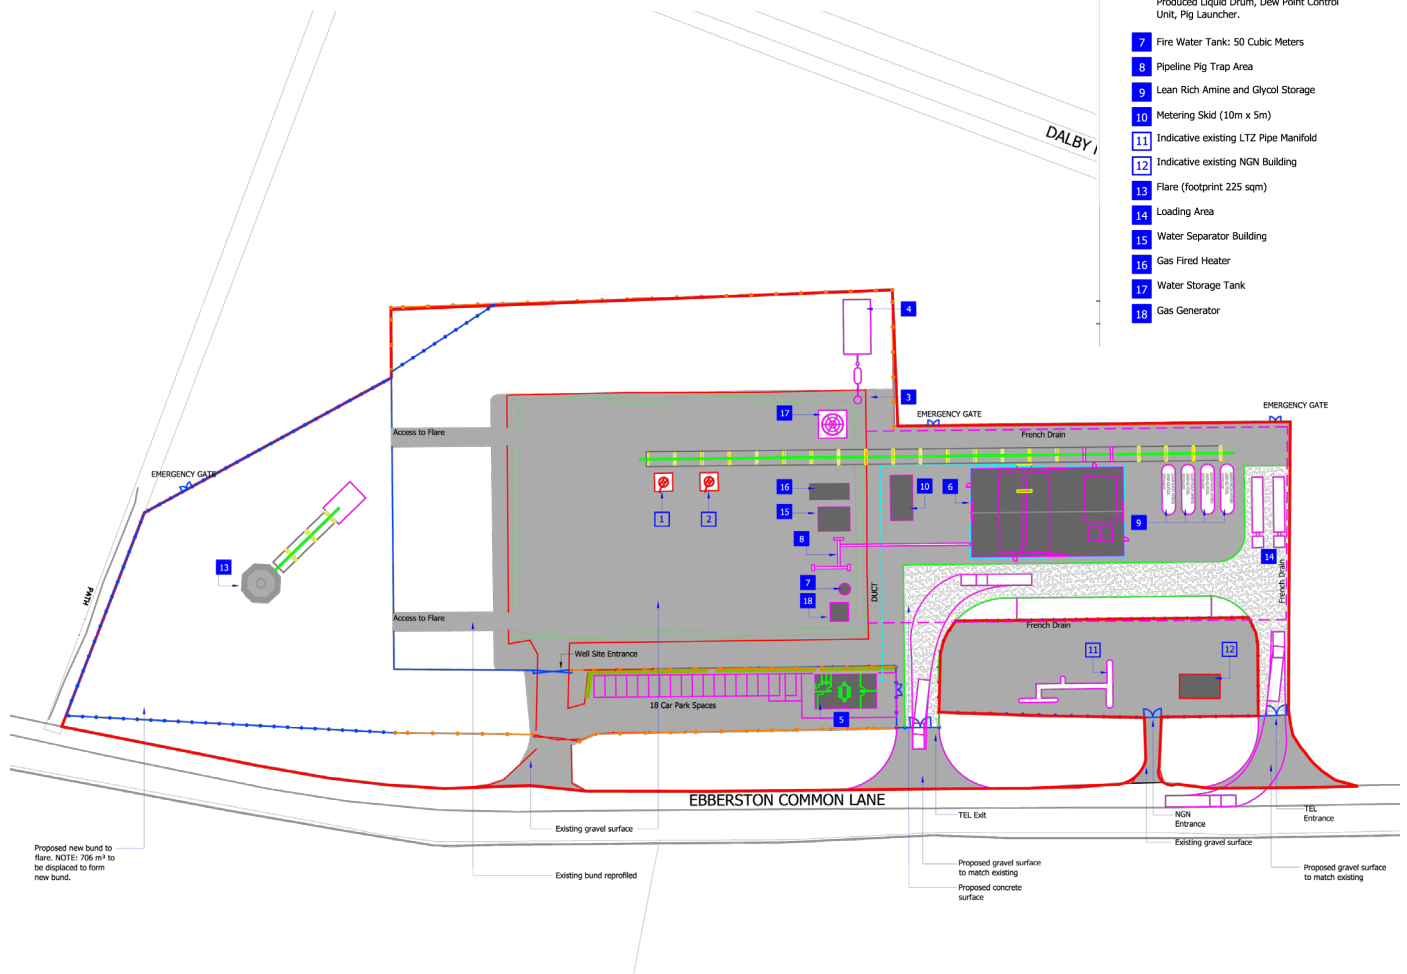 Produced Liquid Drum, Dew Point Control
Unit, Pig Launcher.
7 Fire Water Tank: 50 Cubic Meters
8 Pipeline Pig Trap Area
9 Lean Rich Amine and Glycol Storage
10 Metering Skid (10m x 5m)
11 Indicative existing LTZ Pipe Manifold
12 Indicative existing NGN Building
13 Flare (footprint 225 sqm)
14 Loading Area
15 Water Separator Building
16 Gas Fired Heater
17 Water Storage Tank
18 Gas Generator
DALBY
4
3
17
EMERGENCY GATE
EMERGENCY GATE
Access to Flare
French Drain
EMERGENCY GATE
16
10
6
1
2
15
9
8
14
13
7
DUCT
French Drain
PATH
18
Access to Flare
French Drain
Well Site Entrance
11
12
18 Car Park Spaces
5
EBBERSTON COMMON LANE
TEL Exit
NGN
Entrance
TEL
Entrance
Existing gravel surface
Existing gravel surface
Proposed new bund to
flare. NOTE: 706 m³ to
be displaced to form
new bund.
Existing bund reprofiled
Proposed gravel surface
to match existing
Proposed concrete
surface
Proposed gravel surface
to match existing